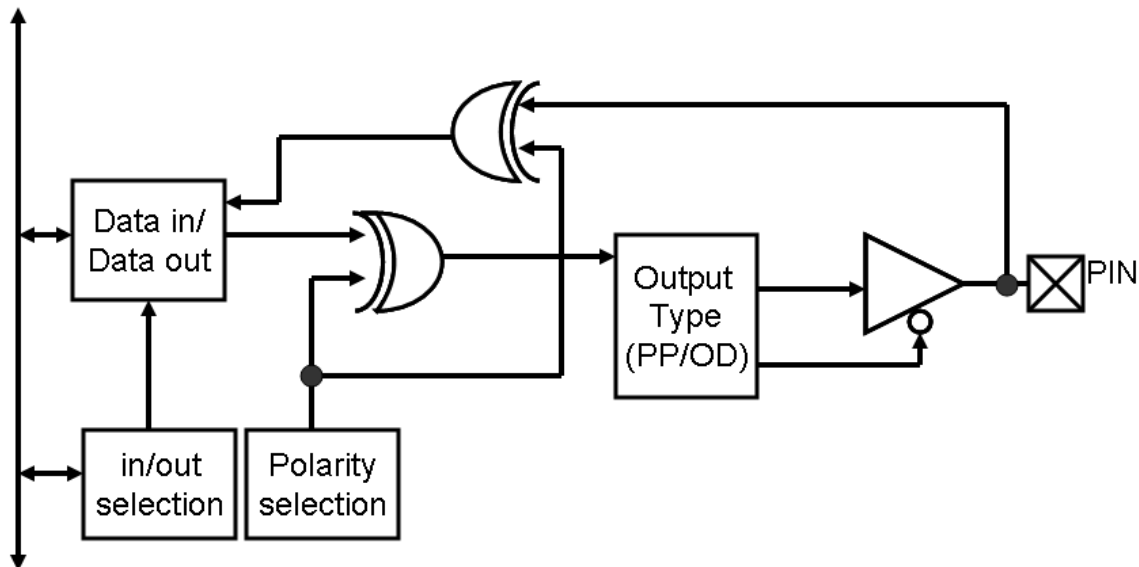 Data in/
Data out
Output
Type
(PP/OD)
PIN
in/out
selection
Polarity
selection